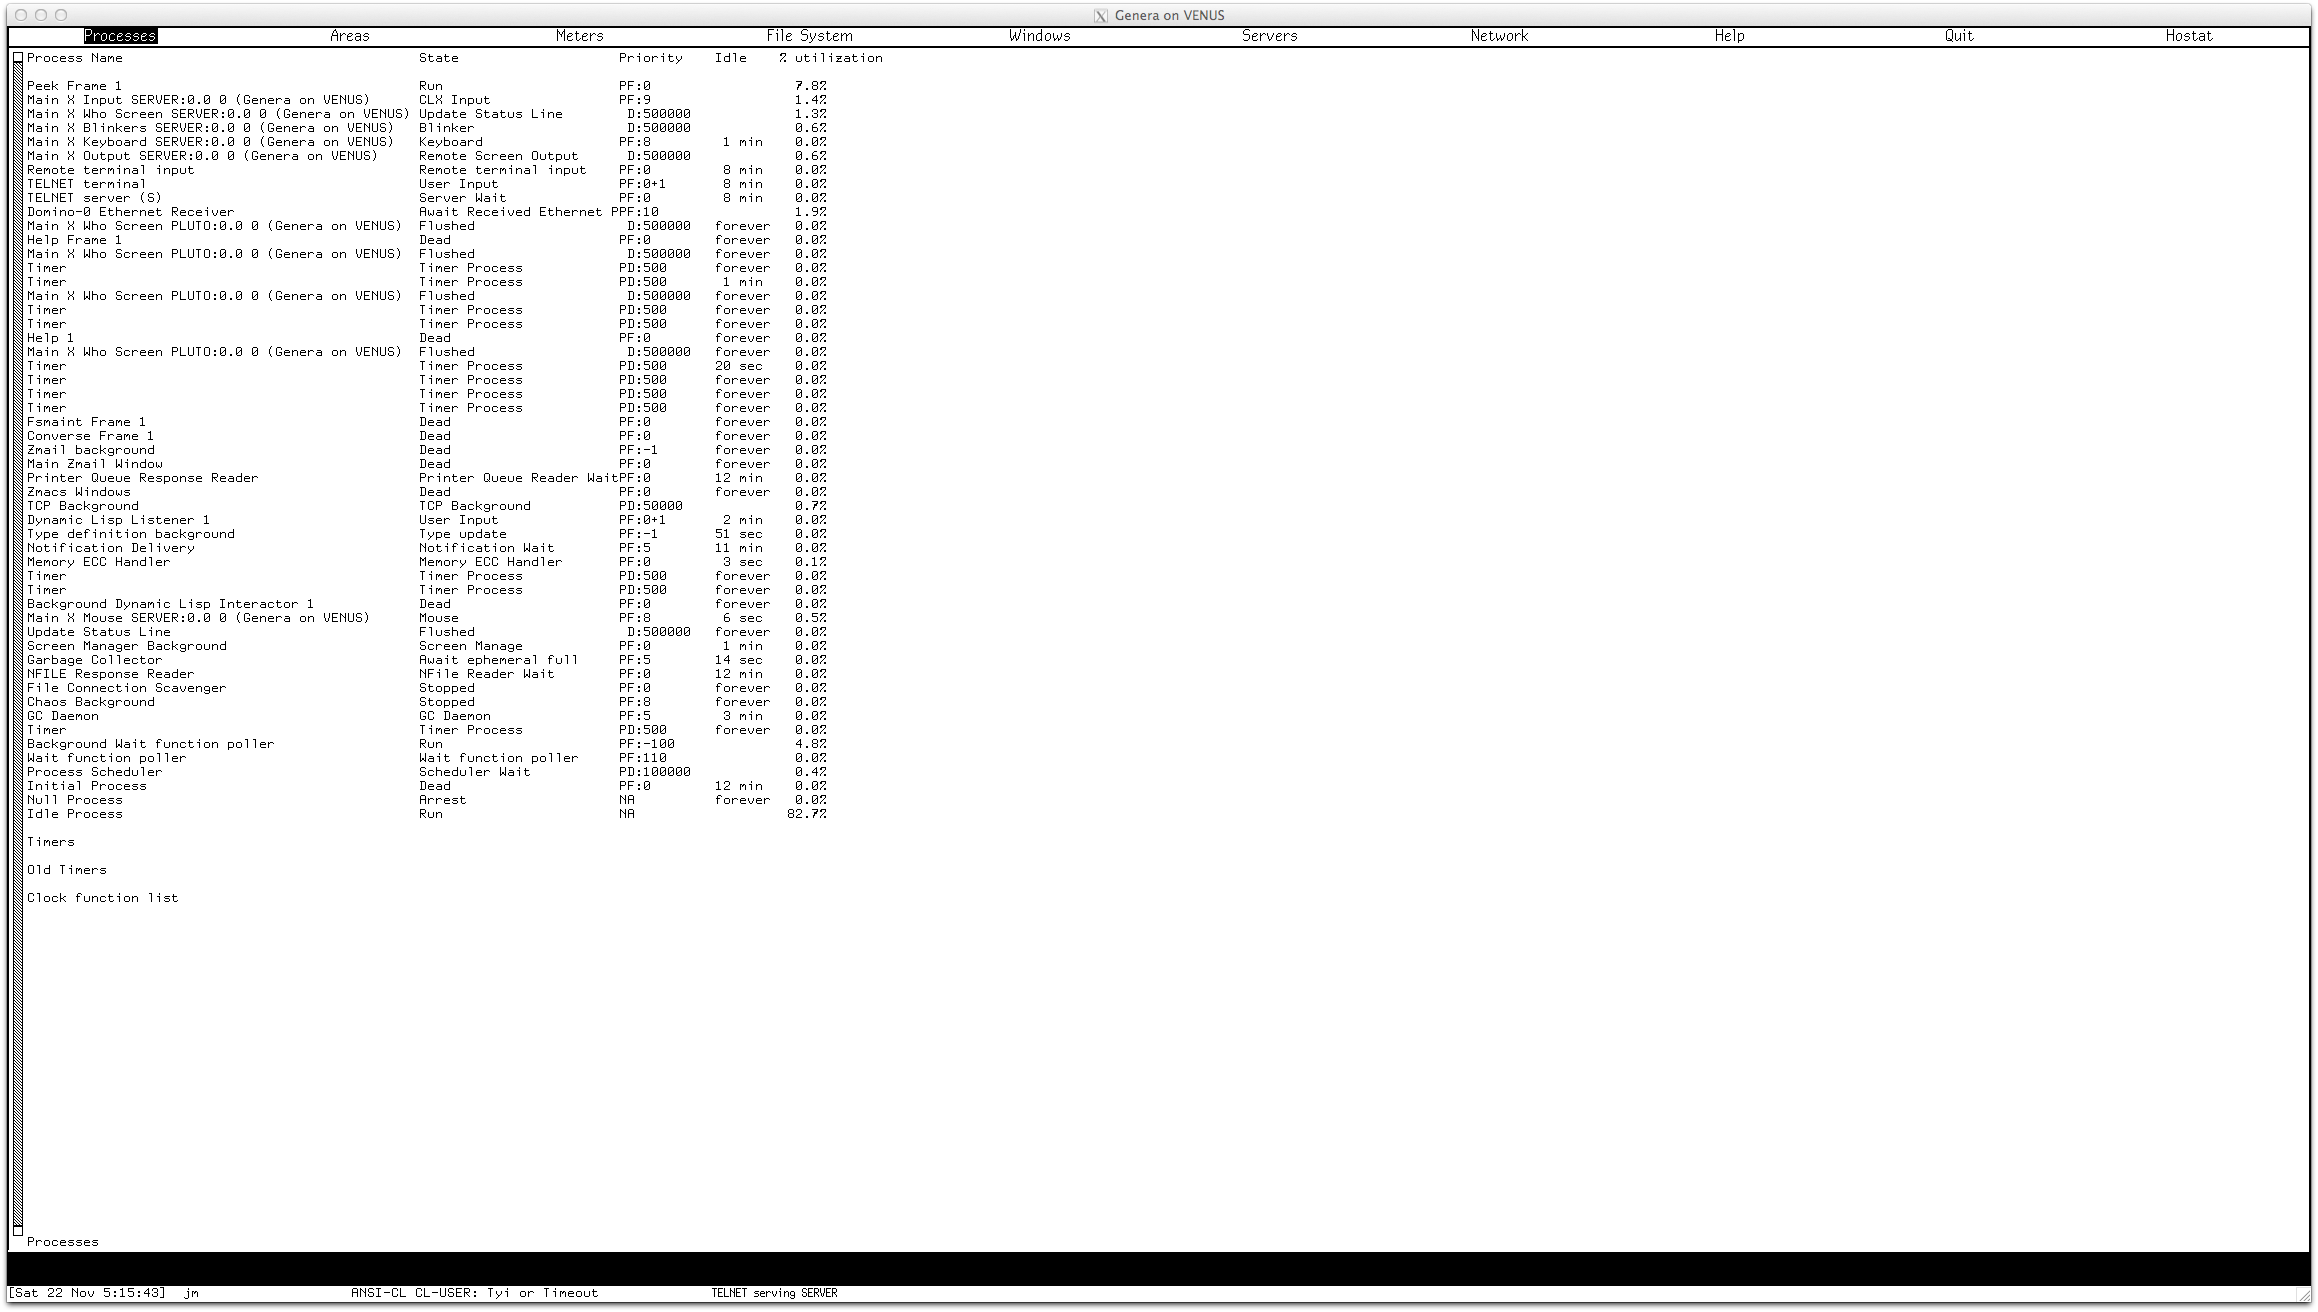 Genera on VENUS
Processes Areas Meters File System Windows Servers Network Help Quit Hostat
Process Name State Priority Idle % utilization
Peek Frame 1 Run PF:0 7.8%
Main X Input SERVER:0.0 0 (Genera on VENUS) CLX Input PF:9 1.4%
Main X Who Screen SERVER:0.0 0 (Genera on VENUS) Update Status Line D:500000 1.3%
Main X Blinkers SERVER:0.0 0 (Genera on VENUS) Blinker D:500000 0.6%
Main X Keyboard SERVER:0.0 0 (Genera on VENUS) Keyboard PF:8 1 min 0.0%
Main X Output SERVER:0.0 0 (Genera on VENUS) Remote Screen Output D:500000 0.6%
Remote terminal input Remote terminal input PF:0 8 min 0.0%
TELNET terminal User Input PF:0+1 8 min 0.0%
TELNET server (S) Server Wait PF:0 8 min 0.0%
Domino-0 Ethernet Receiver Await Received Ethernet PPF:10 1.9%
Main X Who Screen PLUTO:0.0 0 (Genera on VENUS) Flushed D:500000 forever 0.0%
Help Frame 1 Dead PF:0 forever 0.0%
Main X Who Screen PLUTO:0.0 0 (Genera on VENUS) Flushed D:500000 forever 0.0%
Timer Timer Process PD:500 forever 0.0%
Timer Timer Process PD:500 1 min 0.0%
Main X Who Screen PLUTO:0.0 0 (Genera on VENUS) Flushed D:500000 forever 0.0%
Timer Timer Process PD:500 forever 0.0%
Timer Timer Process PD:500 forever 0.0%
Help 1 Dead PF:0 forever 0.0%
Main X Who Screen PLUTO:0.0 0 (Genera on VENUS) Flushed D:500000 forever 0.0%
Timer Timer Process PD:500 20 sec 0.0%
Timer Timer Process PD:500 forever 0.0%
Timer Timer Process PD:500 forever 0.0%
Timer Timer Process PD:500 forever 0.0%
Fsmaint Frame 1 Dead PF:0 forever 0.0%
Converse Frame 1 Dead PF:0 forever 0.0%
Zmail background Dead PF:-1 forever 0.0%
Main Zmail Window Dead PF:0 forever 0.0%
Printer Queue Response Reader Printer Queue Reader WaitPF:0 12 min 0.0%
Zmacs Windows Dead PF:0 forever 0.0%
TCP Background TCP Background PD:50000 0.7%
Dynamic Lisp Listener 1 User Input PF:0+1 2 min 0.0%
Type definition background Type update PF:-1 51 sec 0.0%
Notification Delivery Notification Wait PF:5 11 min 0.0%
Memory ECC Handler Memory ECC Handler PF:0 3 sec 0.1%
Timer Timer Process PD:500 forever 0.0%
Timer Timer Process PD:500 forever 0.0%
Background Dynamic Lisp Interactor 1 Dead PF:0 forever 0.0%
Main X Mouse SERVER:0.0 0 (Genera on VENUS) Mouse PF:8 6 sec 0.5%
Update Status Line Flushed D:500000 forever 0.0%
Screen Manager Background Screen Manage PF:0 1 min 0.0%
Garbage Collector Await ephemeral full PF:5 14 sec 0.0%
NFILE Response Reader NFile Reader Wait PF:0 12 min 0.0%
File Connection Scavenger Stopped PF:0 forever 0.0%
Chaos Background Stopped PF:8 forever 0.0%
GC Daemon GC Daemon PF:5 3 min 0.0%
Timer Timer Process PD:500 forever 0.0%
Background Wait function poller Run PF:-100 4.8%
Wait function poller Wait function poller PF:110 0.0%
Process Scheduler Scheduler Wait PD:100000 0.4%
Initial Process Dead PF:0 12 min 0.0%
Null Process Arrest NA forever 0.0%
Idle Process Run NA 82.7%
Timers
Old Timers
Clock function list
Processes
[Sat 22 Nov 5:15:43] jm ANSI-CL CL-USER: Tyi or Timeout TELNET serving SERVER